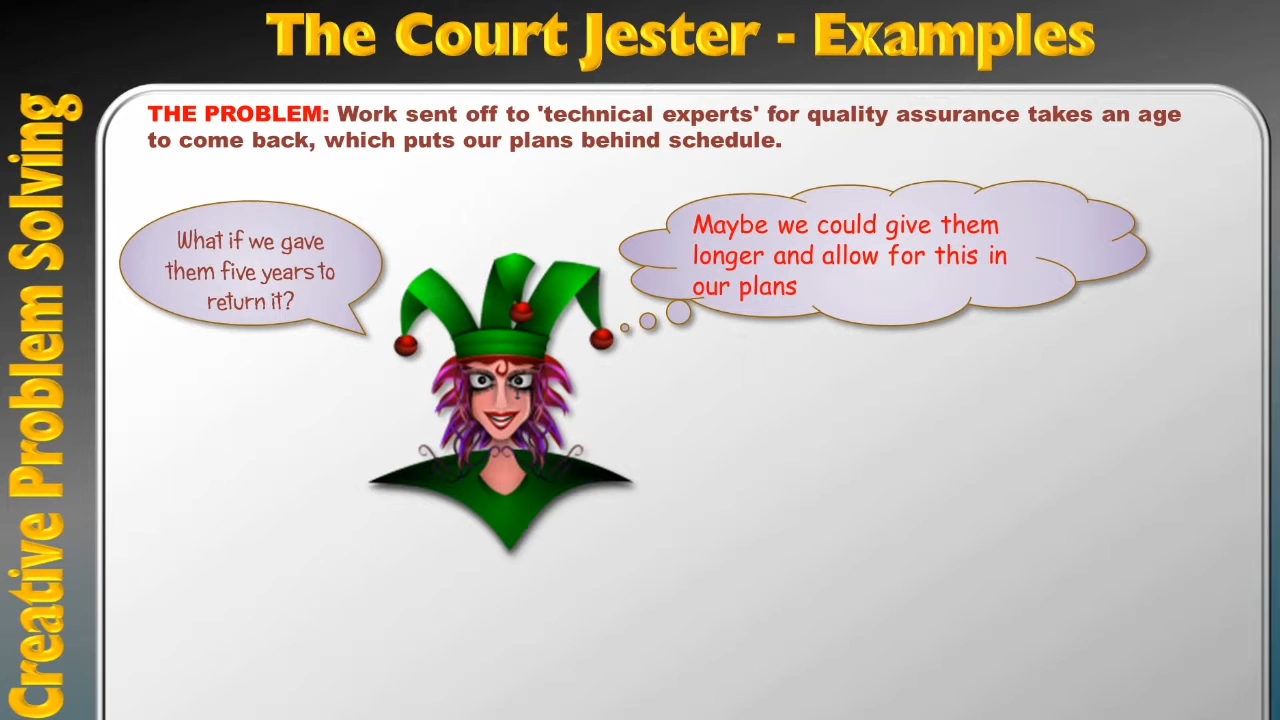 The Court Jester - Examples
Creative Problem Solving
THE PROBLEM: Work sent off to 'technical experts' for quality assurance takes an age
to come back, which puts our plans behind schedule.
What if we gave
them five years to
return it?
Maybe we could give them
longer and allow for this in
our plans